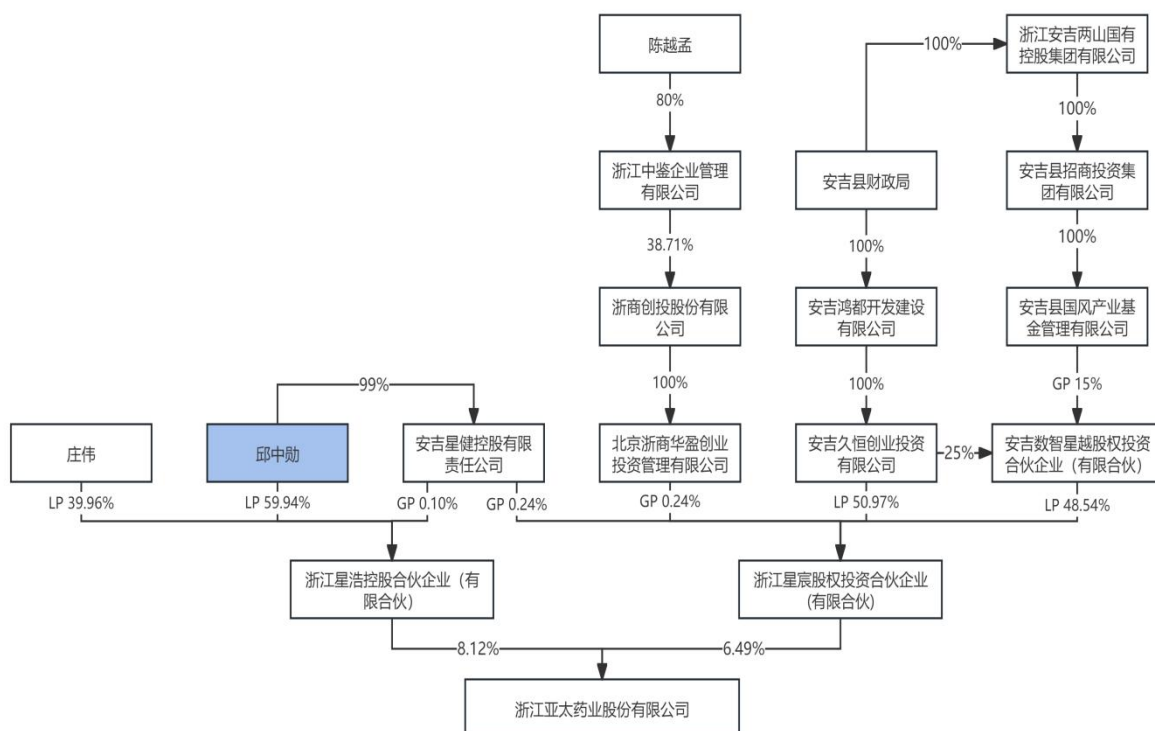 陈越孟
浙江安吉两山国有
控股集团有限公司
100%
80%
100%
浙江中鉴企业管理
有限公司
安吉县财政局
安吉县招商投资集
团有限公司
38.71%
100%
100%
浙商创投股份有限
公司
安吉鸿都开发建设
有限公司
安吉县国风产业基
金管理有限公司
99%
100%
100%
GP 15%
庄伟
邱中勋
安吉星健控股有限
责任公司
北京浙商华盈创业
投资管理有限公司
安吉久恒创业投资
有限公司
25%
安吉数智星越股权投资
合伙企业（有限合伙）
LP 39.96%
LP 59.94%
GP 0.10%
GP 0.24%
GP 0.24%
LP 50.97%
LP 48.54%
浙江星浩控股合伙企业（有
限合伙）
浙江星宸股权投资合伙企业
(有限合伙)
8.12%
6.49%
浙江亚太药业股份有限公司